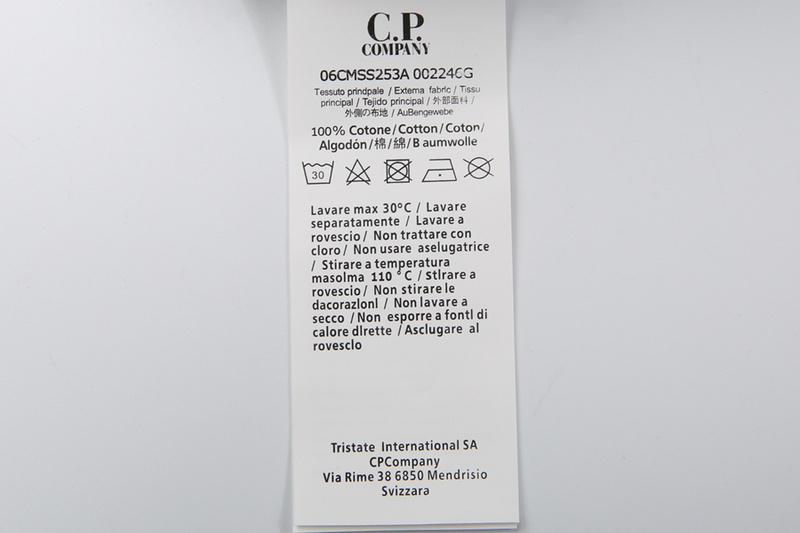 C.P.
COMPANY
06CMSS253A 002246G
Tessuto prindpale / Extema fabric / Tissu
principal / Tejido principal / 外部面料 /
外側の布地 / AuBengewebe
100% Cotone/Cotton/Coton/
Algodón/棉/綿/B aumwolle
30
Lavare max 30°C / Lavare
separatamente / Lavare a
rovescio / Non trattare con
cloro / Non usare aselugatrice
/ Stirare a temperatura
masolma 110 °C / stlrare a
rovescio / Non stirare le
dacorazlonl / Non lavare a
secco /Non esporre a fontl di
calore dlrette /Asclugare al
rovesclo
Tristate International SA
CPCompany
Via Rime 38 6850 Mendrisio
Svizzara